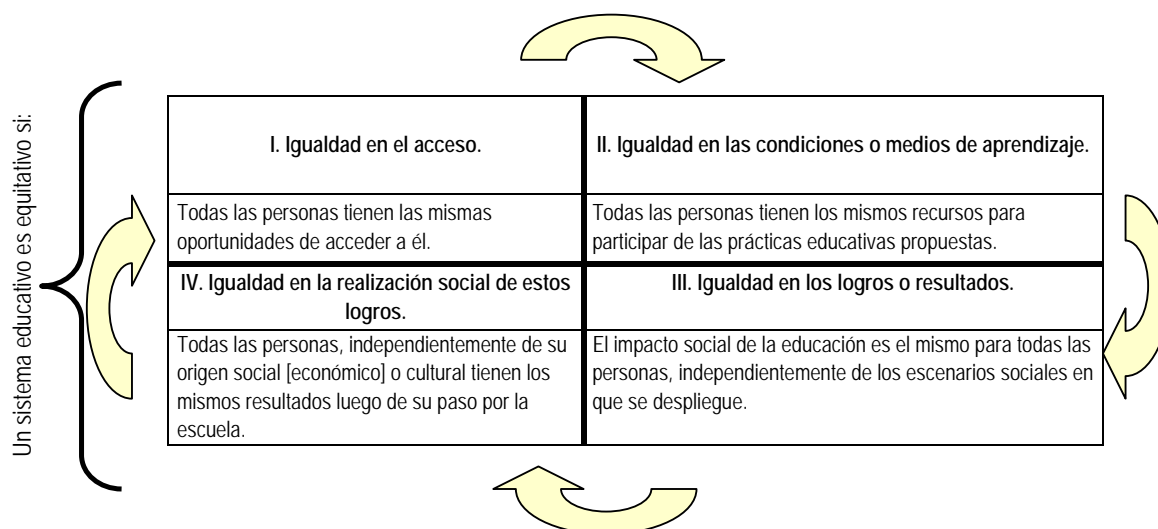 Un sistema educativo es equitativo si:
I. Igualdad en el acceso.
II. Igualdad en las condiciones o medios de aprendizaje.
Todas las personas tienen las mismas
oportunidades de acceder a él.
Todas las personas tienen los mismos recursos para
participar de las prácticas educativas propuestas.
IV. Igualdad en la realización social de estos
logros.
III. Igualdad en los logros o resultados.
Todas las personas, independientemente de su
origen social [económico] o cultural tienen los
mismos resultados luego de su paso por la
escuela.
El impacto social de la educación es el mismo para todas las
personas, independientemente de los escenarios sociales en
que se despliegue.